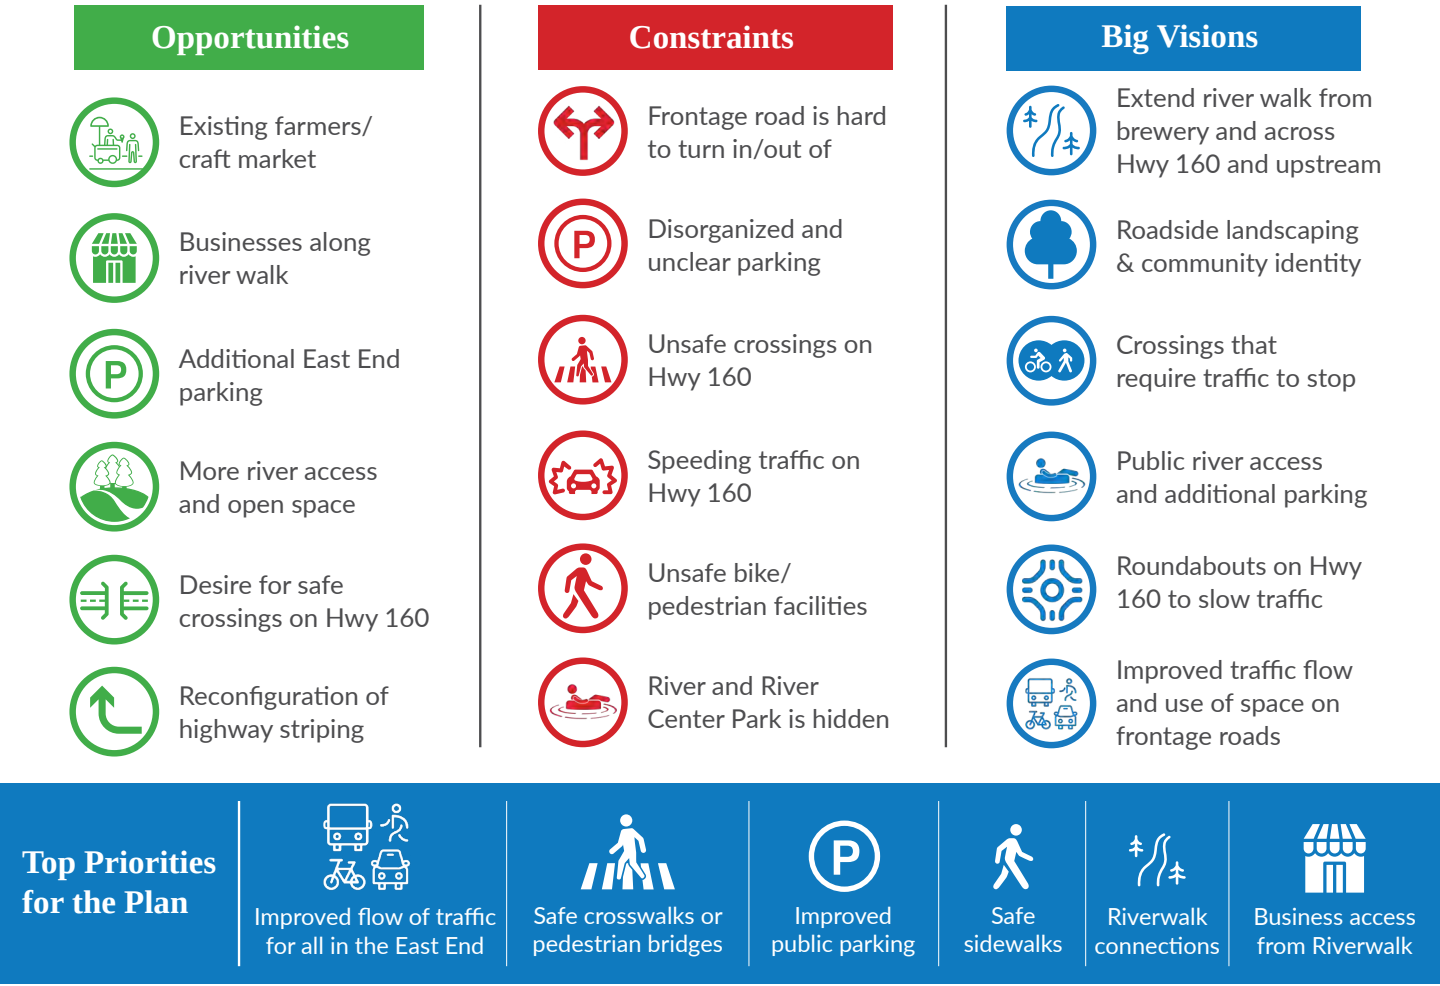 Opportunities
Existing farmers/
craft market
Businesses along
river walk
Additional East End
parking
P
More river access
and open space
Desire for safe
crossings on Hwy 160
Reconfiguration of
highway striping
Constraints
Frontage road is hard
to turn in/out of
Disorganized and
unclear parking
P
Unsafe crossings on
Hwy 160
Speeding traffic on
Hwy 160
Unsafe bike/
pedestrian facilities
River and River
Center Park is hidden
Big Visions
Extend river walk from
brewery and across
Hwy 160 and upstream
Roadside landscaping
& community identity
Crossings that
require traffic to stop
Public river access
and additional parking
Roundabouts on Hwy
160 to slow traffic
Improved traffic flow
and use of space on
frontage roads
Top Priorities
for the Plan
Improved flow of traffic
for all in the East End
Safe crosswalks or
pedestrian bridges
P
Improved
public parking
Safe
sidewalks
Riverwalk
connections
Business access
from Riverwalk